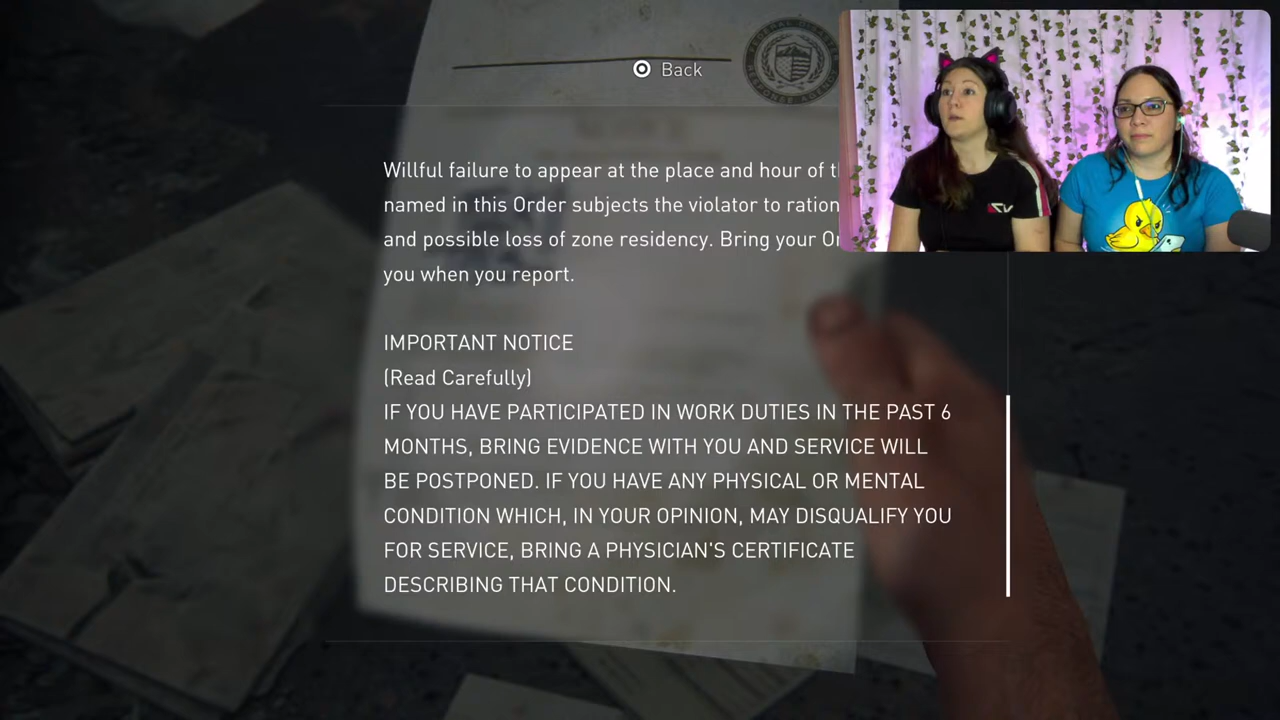 Back
Willful failure to appear at the place and hour of
named in this Order subjects the violator to ration
and possible loss of zone residency. Bring your
you when you report.
IMPORTANT NOTICE
(Read Carefully)
IF YOU HAVE PARTICIPATED IN WORK DUTIES IN THE PAST 6
MONTHS, BRING EVIDENCE WITH YOU AND SERVICE WILL
BE POSTPONED. IF YOU HAVE ANY PHYSICAL OR MENTAL
CONDITION WHICH, IN YOUR OPINION, MAY DISQUALIFY YOU
FOR SERVICE, BRING A PHYSICIAN'S CERTIFICATE
DESCRIBING THAT CONDITION.